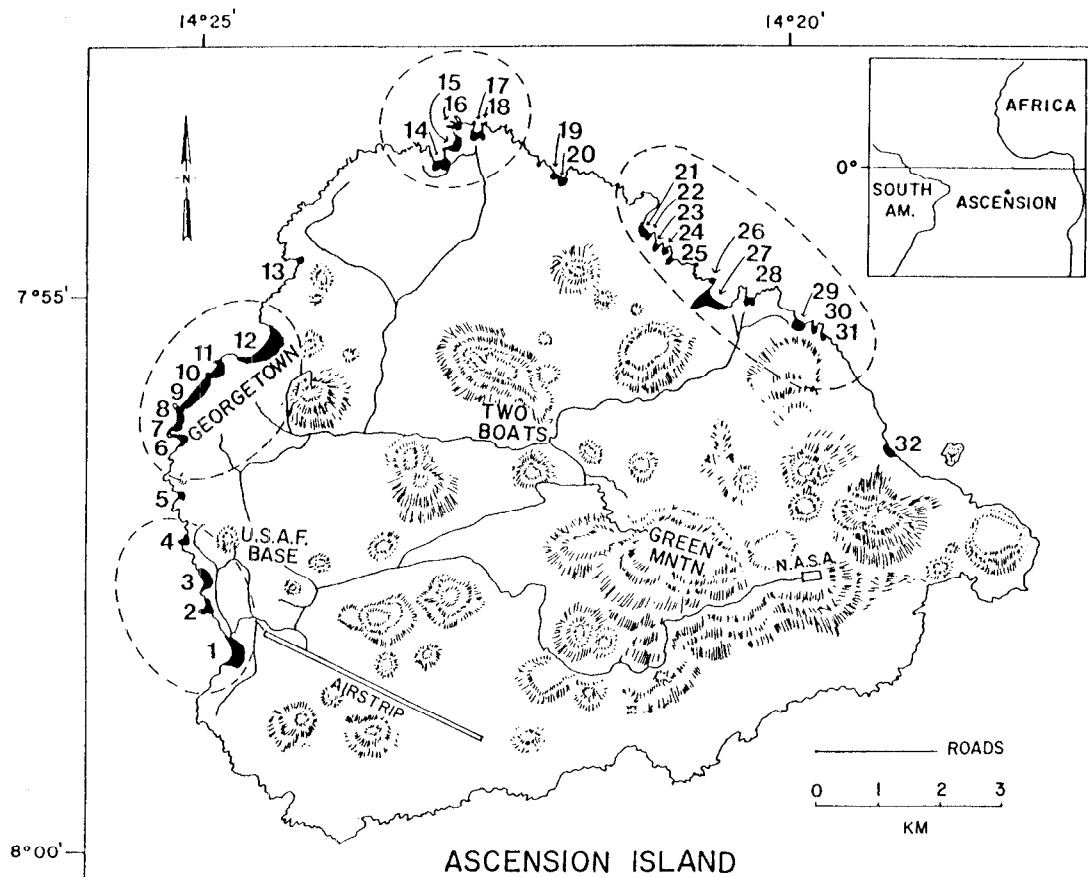 14°25'
14°20'
15
16
17
18
14
19
20
N
21
22
23
24
25
26
27
28
29
30
31
AFRICA
0°
SOUTH
AM.
ASCENSION
13
7°55'
12
11
10
9
8
7
6
GEORGETOWN
TWO
BOATS
32
5
4
3
2
1
U.S.A.F.
BASE
GREEN
MNTN.
N.A.S.A.
AIRSTRIP
ROADS
0 1 2 3
KM
8°00'
ASCENSION ISLAND